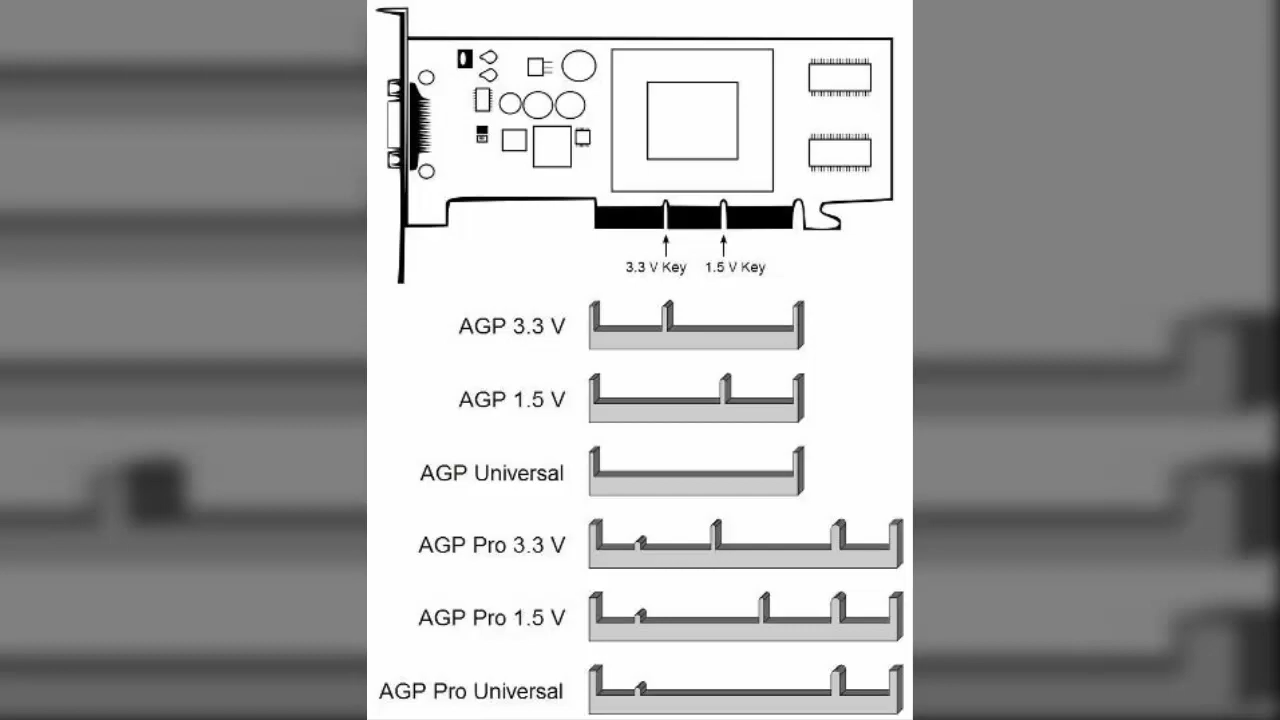 3.3 V Key 1.5 V Key
AGP 3.3 V
AGP 1.5 V
AGP Universal
AGP Pro 3.3 V
AGP Pro 1.5 V
AGP Pro Universal